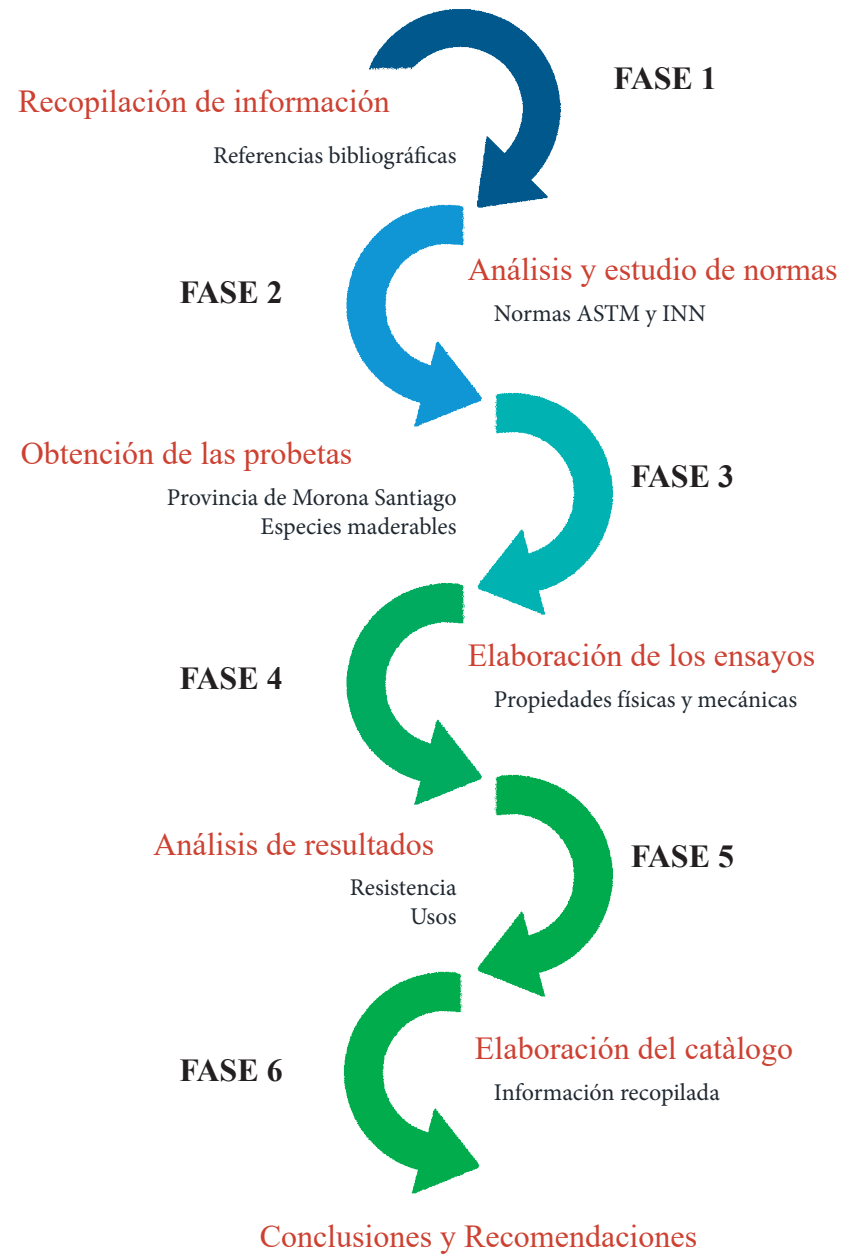 FASE 1
Recopilación de información
Referencias bibliográficas
FASE 2
Análisis y estudio de normas
Normas ASTM y INN
Obtención de las probetas
FASE 3
Provincia de Morona Santiago
Especies maderables
Elaboración de los ensayos
FASE 4
Propiedades físicas y mecánicas
Análisis de resultados
FASE 5
Resistencia
Usos
Elaboración del catàlogo
FASE 6
Información recopilada
Conclusiones y Recomendaciones